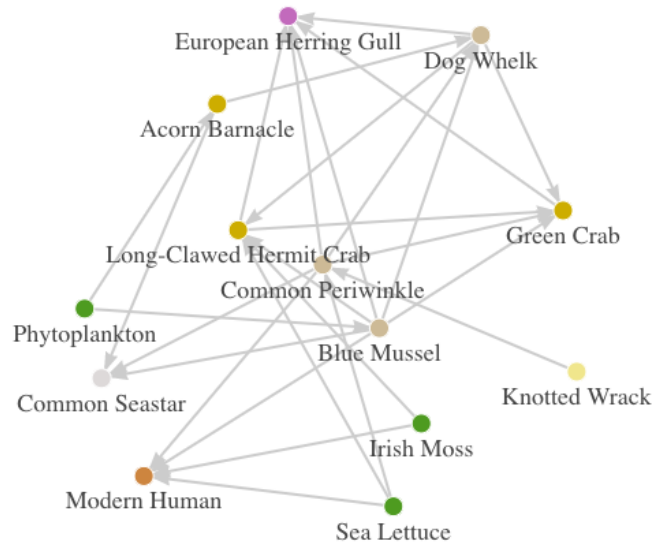 European Herring Gull
Dog Whelk
Acorn Barnacle
Green Crab
Long-Clawed Hermit Crab
Common Periwinkle
Phytoplankton
Blue Mussel
Common Seastar
Knotted Wrack
Irish Moss
Modern Human
Sea Lettuce